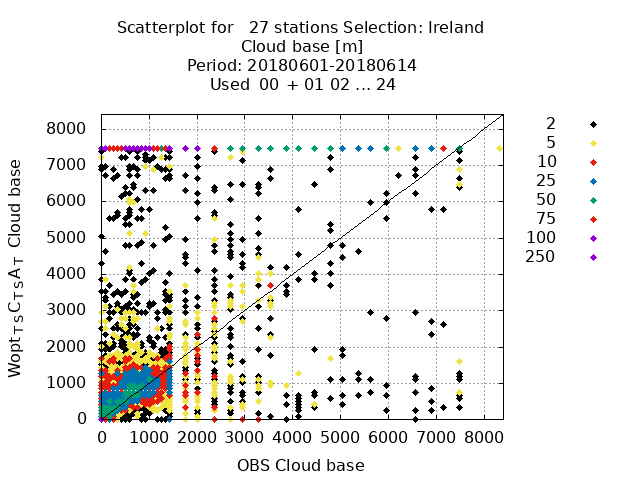 Scatterplot for   27 stations Selection: Ireland
Cloud base [m]
Period: 20180601-20180614
Used  00 + 01 02 ... 24
8000
7000
6000
5000
4000
3000
2000
1000
0
Wopt T S C T S A T  Cloud base
0 1000 2000 3000 4000 5000 6000 7000 8000
OBS Cloud base
2
5
10
25
50
75
100
250